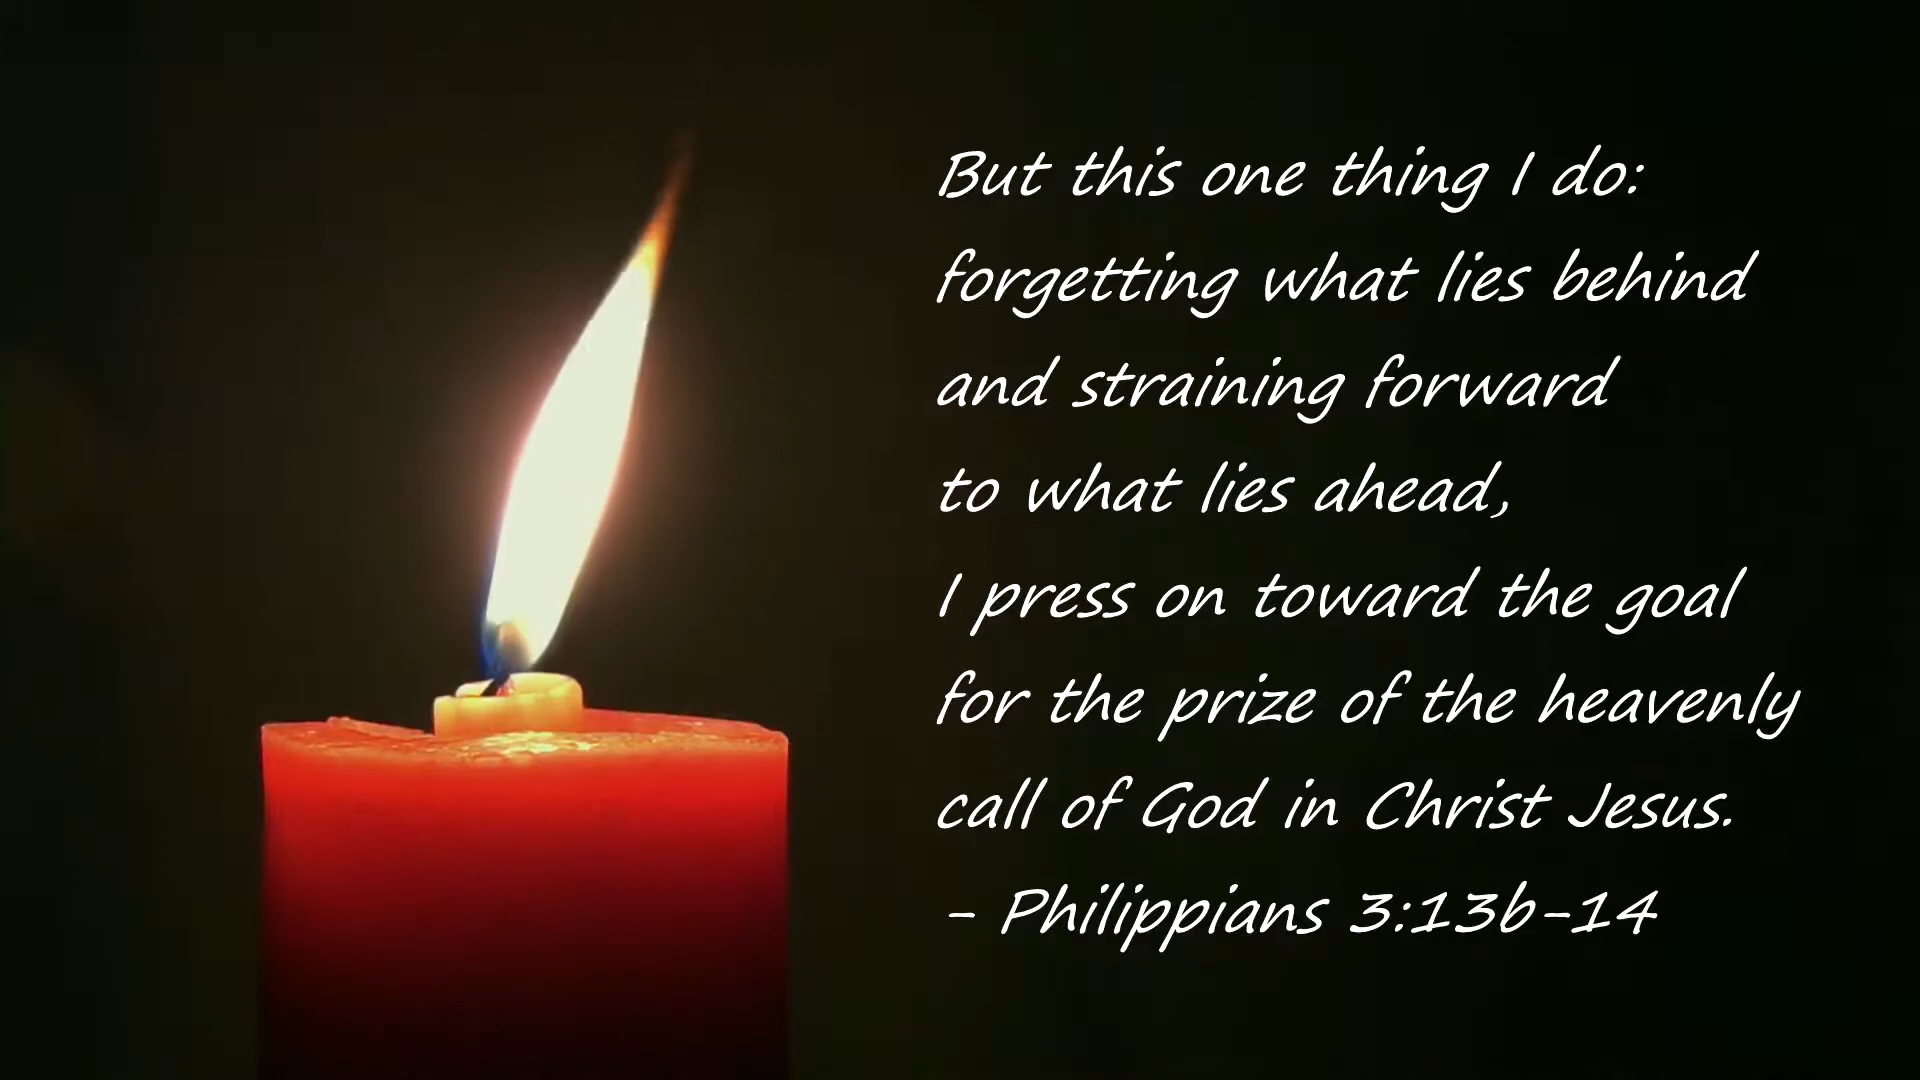 But this one thing I do:
forgetting what lies behind
and straining forward
to what lies ahead,
I press on toward the goal
for the prize of the heavenly
call of God in Christ Jesus.
- Philippians 3:13b-14